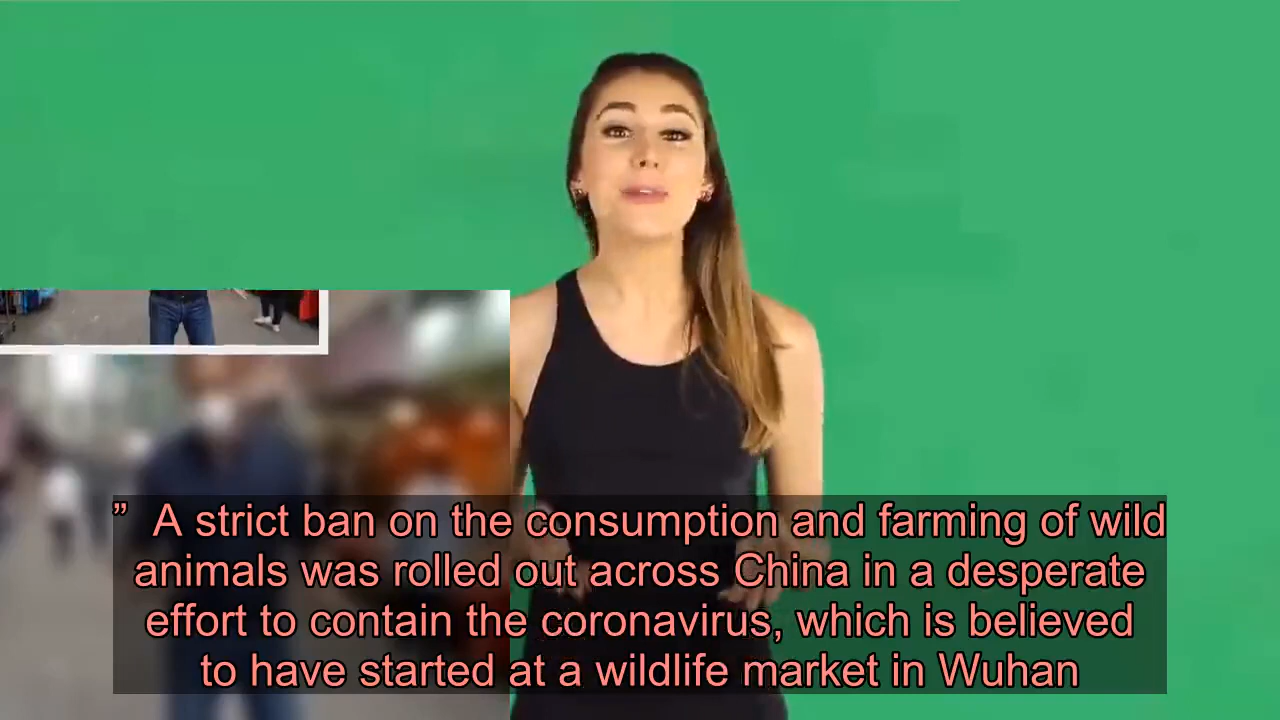 ”  A strict ban on the consumption and farming of wild
animals was rolled out across China in a desperate
effort to contain the coronavirus, which is believed
to have started at a wildlife market in Wuhan